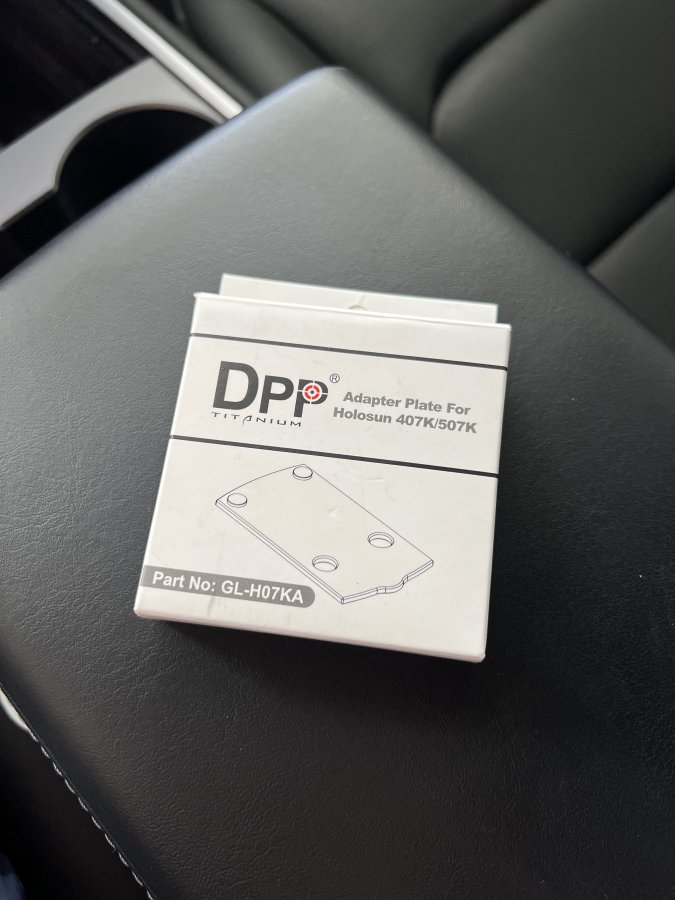 DPP®
TITANIUM
Adapter Plate For
Holosun 407K/507K
Part No: GL-H07KA